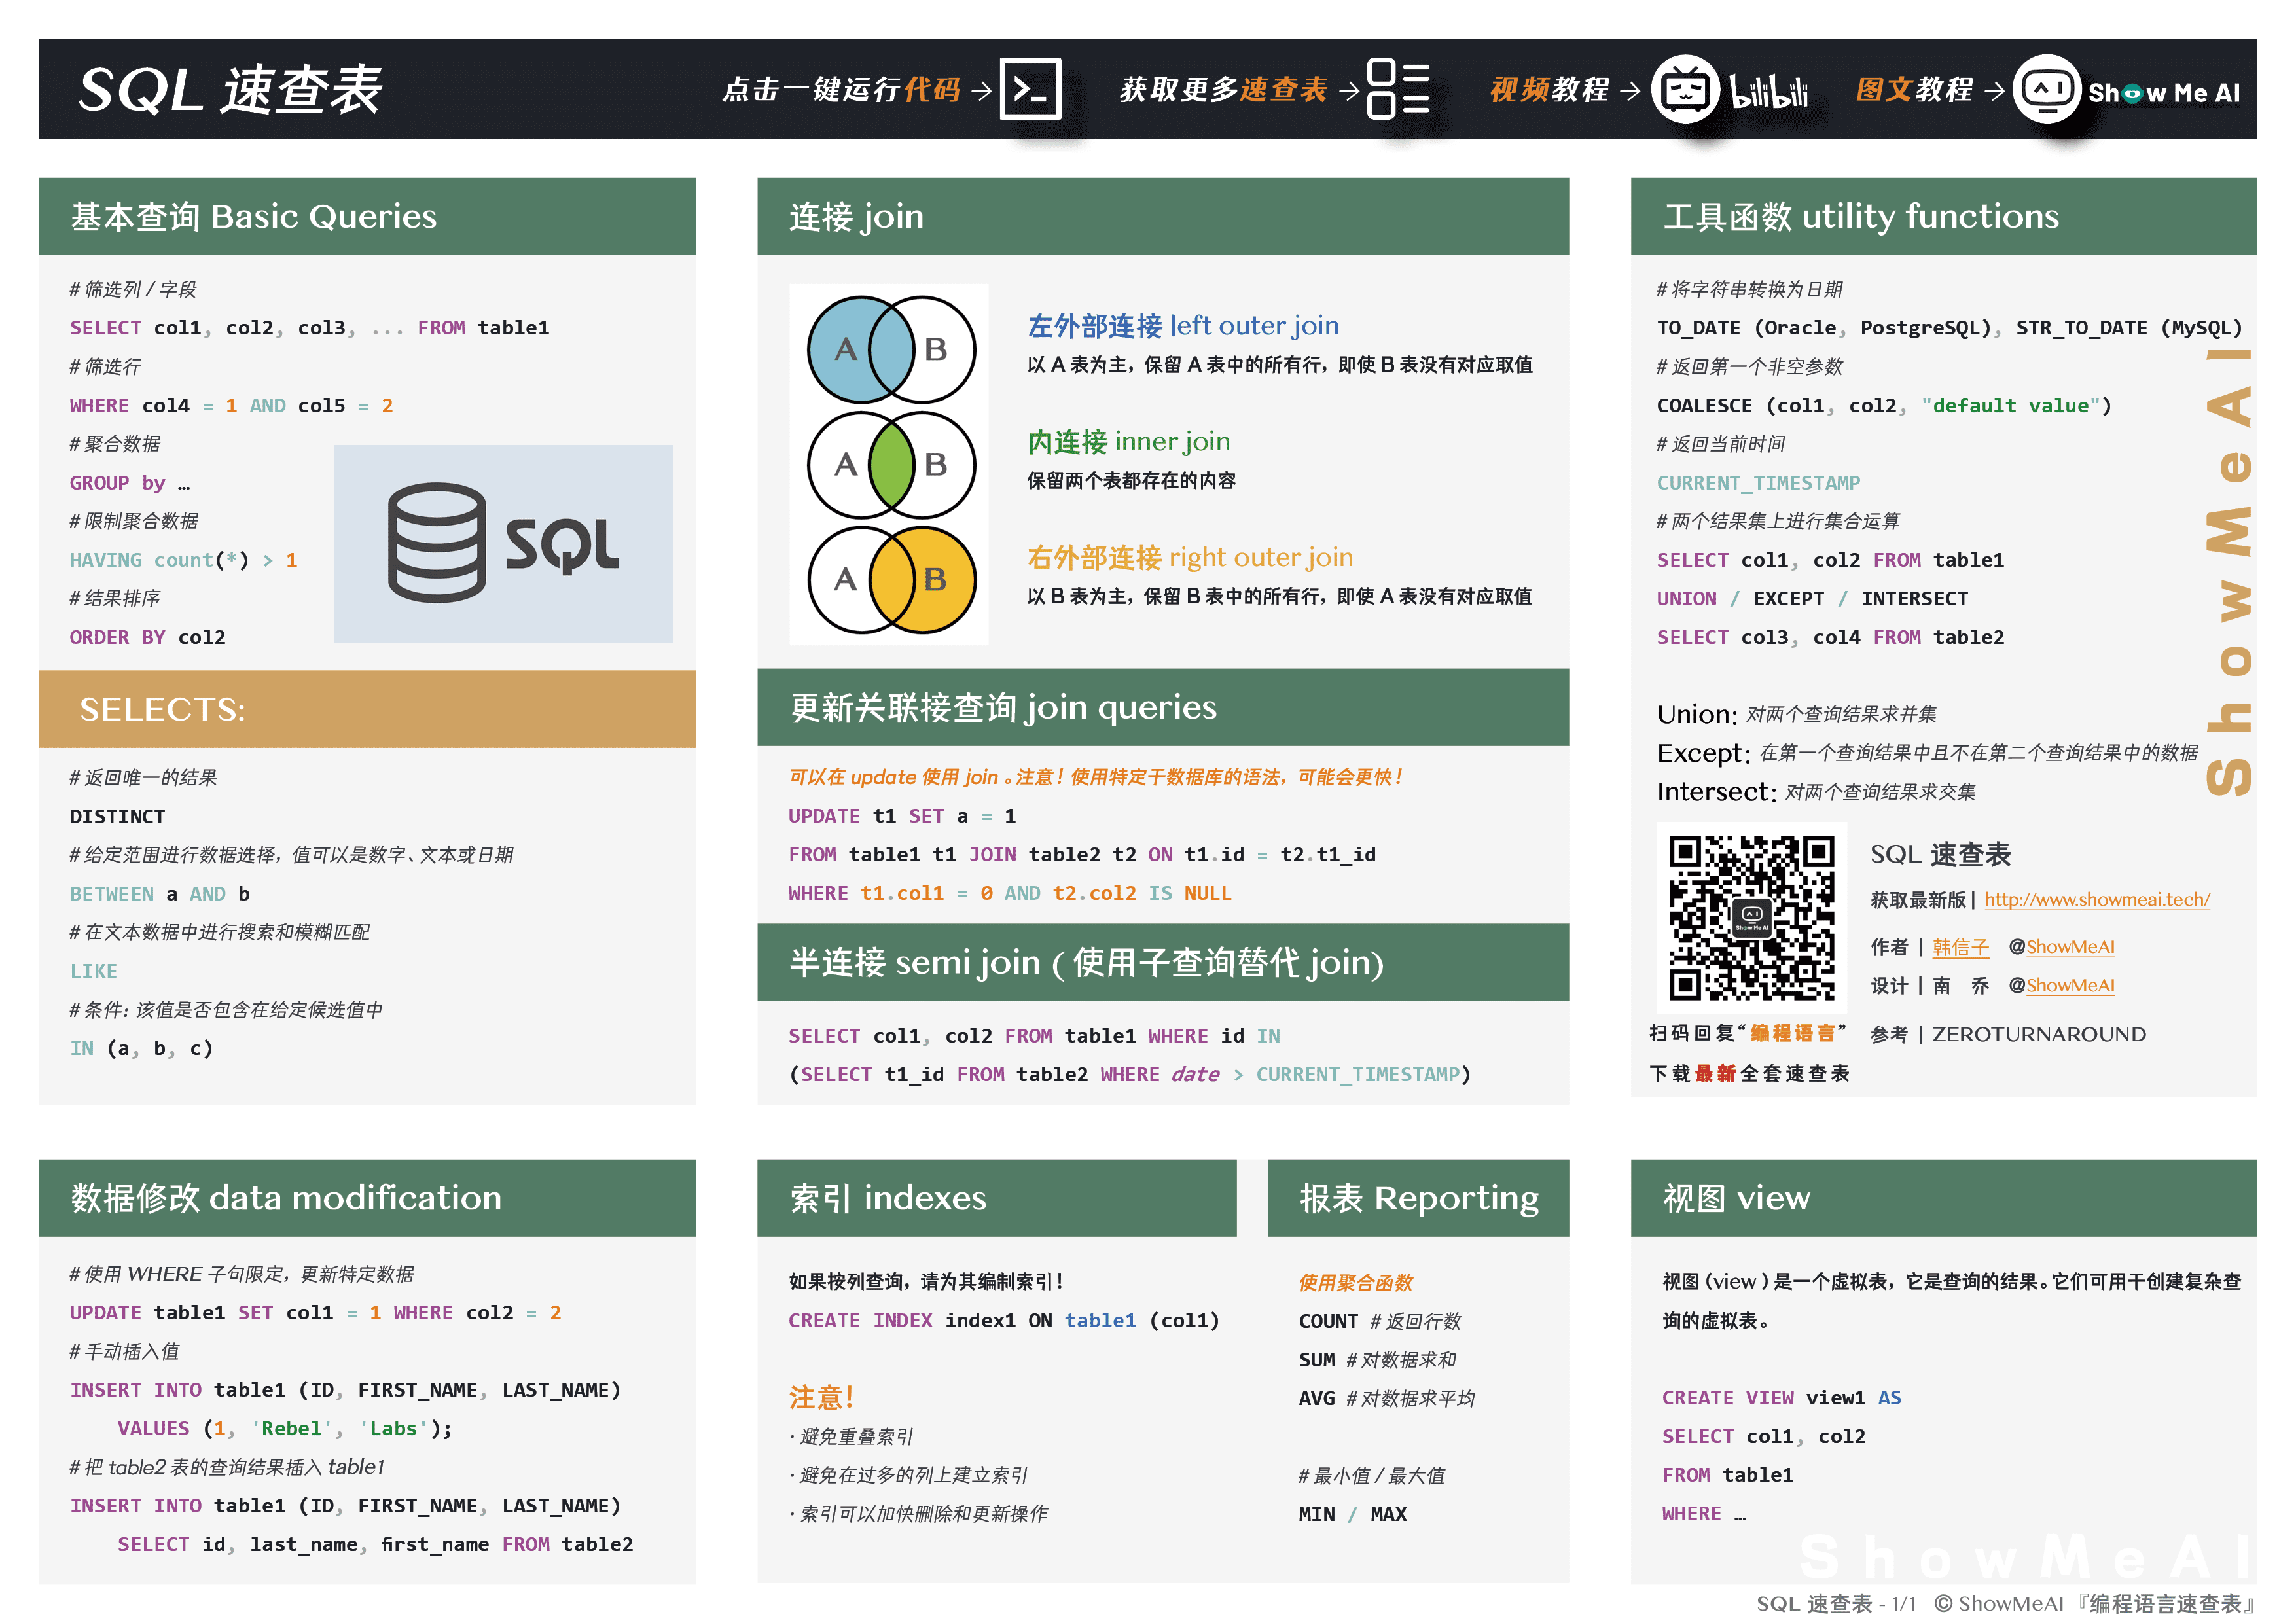 SQL 速查表
点击一键运行代码→
获取更多速查表→
视频教程→ bilibili
图文教程→ Show Me AI
基本查询 Basic Queries
# 筛选列 / 字段
SELECT col1, col2, col3, ... FROM table1
# 筛选行
WHERE col4 = 1 AND col5 = 2
# 聚合数据
GROUP by …
# 限制聚合数据
HAVING count(*) > 1
# 结果排序
ORDER BY col2
SQL
SELECTS:
# 返回唯一的结果
DISTINCT
# 给定范围进行数据选择，值可以是数字、文本或日期
BETWEEN a AND b
# 在文本数据中进行搜索和模糊匹配
LIKE
# 条件：该值是否包含在给定候选值中
IN (a, b, c)
连接 join
A B
左外部连接 left outer join
以 A 表为主，保留 A 表中的所有行，即使 B 表没有对应取值
A B
内连接 inner join
保留两个表都存在的内容
A B
右外部连接 right outer join
以 B 表为主，保留 B 表中的所有行，即使 A 表没有对应取值
更新关联接查询 join queries
可以在 update 使用 join 。注意！使用特定于数据库的语法，可能会更快！
UPDATE t1 SET a = 1
FROM table1 t1 JOIN table2 t2 ON t1.id = t2.t1_id
WHERE t1.col1 = 0 AND t2.col2 IS NULL
半连接 semi join ( 使用子查询替代 join)
SELECT col1, col2 FROM table1 WHERE id IN
(SELECT t1_id FROM table2 WHERE date > CURRENT_TIMESTAMP)
工具函数 utility functions
# 将字符串转换为日期
TO_DATE (Oracle, PostgreSQL), STR_TO_DATE (MySQL)
# 返回第一个非空参数
COALESCE (col1, col2, "default value")
# 返回当前时间
CURRENT_TIMESTAMP
# 两个结果集上进行集合运算
SELECT col1, col2 FROM table1
UNION / EXCEPT / INTERSECT
SELECT col3, col4 FROM table2
Union: 对两个查询结果求并集
Except: 在第一个查询结果中且不在第二个查询结果中的数据
Intersect: 对两个查询结果求交集
ShowMeAI
Show Me AI
扫码回复“编程语言”
下载最新全套速查表
SQL 速查表
获取最新版 | http://www.showmeai.tech/
作者 | 韩信子 @ShowMeAI
设计 | 南 乔 @ShowMeAI
参考 | ZEROTURNAROUND
数据修改 data modification
# 使用 WHERE 子句限定，更新特定数据
UPDATE table1 SET col1 = 1 WHERE col2 = 2
# 手动插入值
INSERT INTO table1 (ID, FIRST_NAME, LAST_NAME)
VALUES (1, 'Rebel', 'Labs');
# 把 table2 表的查询结果插入 table1
INSERT INTO table1 (ID, FIRST_NAME, LAST_NAME)
SELECT id, last_name, first_name FROM table2
索引 indexes
如果按列查询，请为其编制索引！
CREATE INDEX index1 ON table1 (col1)
注意！
· 避免重叠索引
· 避免在过多的列上建立索引
· 索引可以加快删除和更新操作
报表 Reporting
使用聚合函数
COUNT # 返回行数
SUM # 对数据求和
AVG # 对数据求平均
# 最小值 / 最大值
MIN / MAX
视图 view
视图 (view ) 是一个虚拟表，它是查询的结果。它们可用于创建复杂查
询的虚拟表。
CREATE VIEW view1 AS
SELECT col1, col2
FROM table1
WHERE …
ShowMeAI
SQL 速查表 - 1/1 © ShowMeAI 『编程语言速查表』